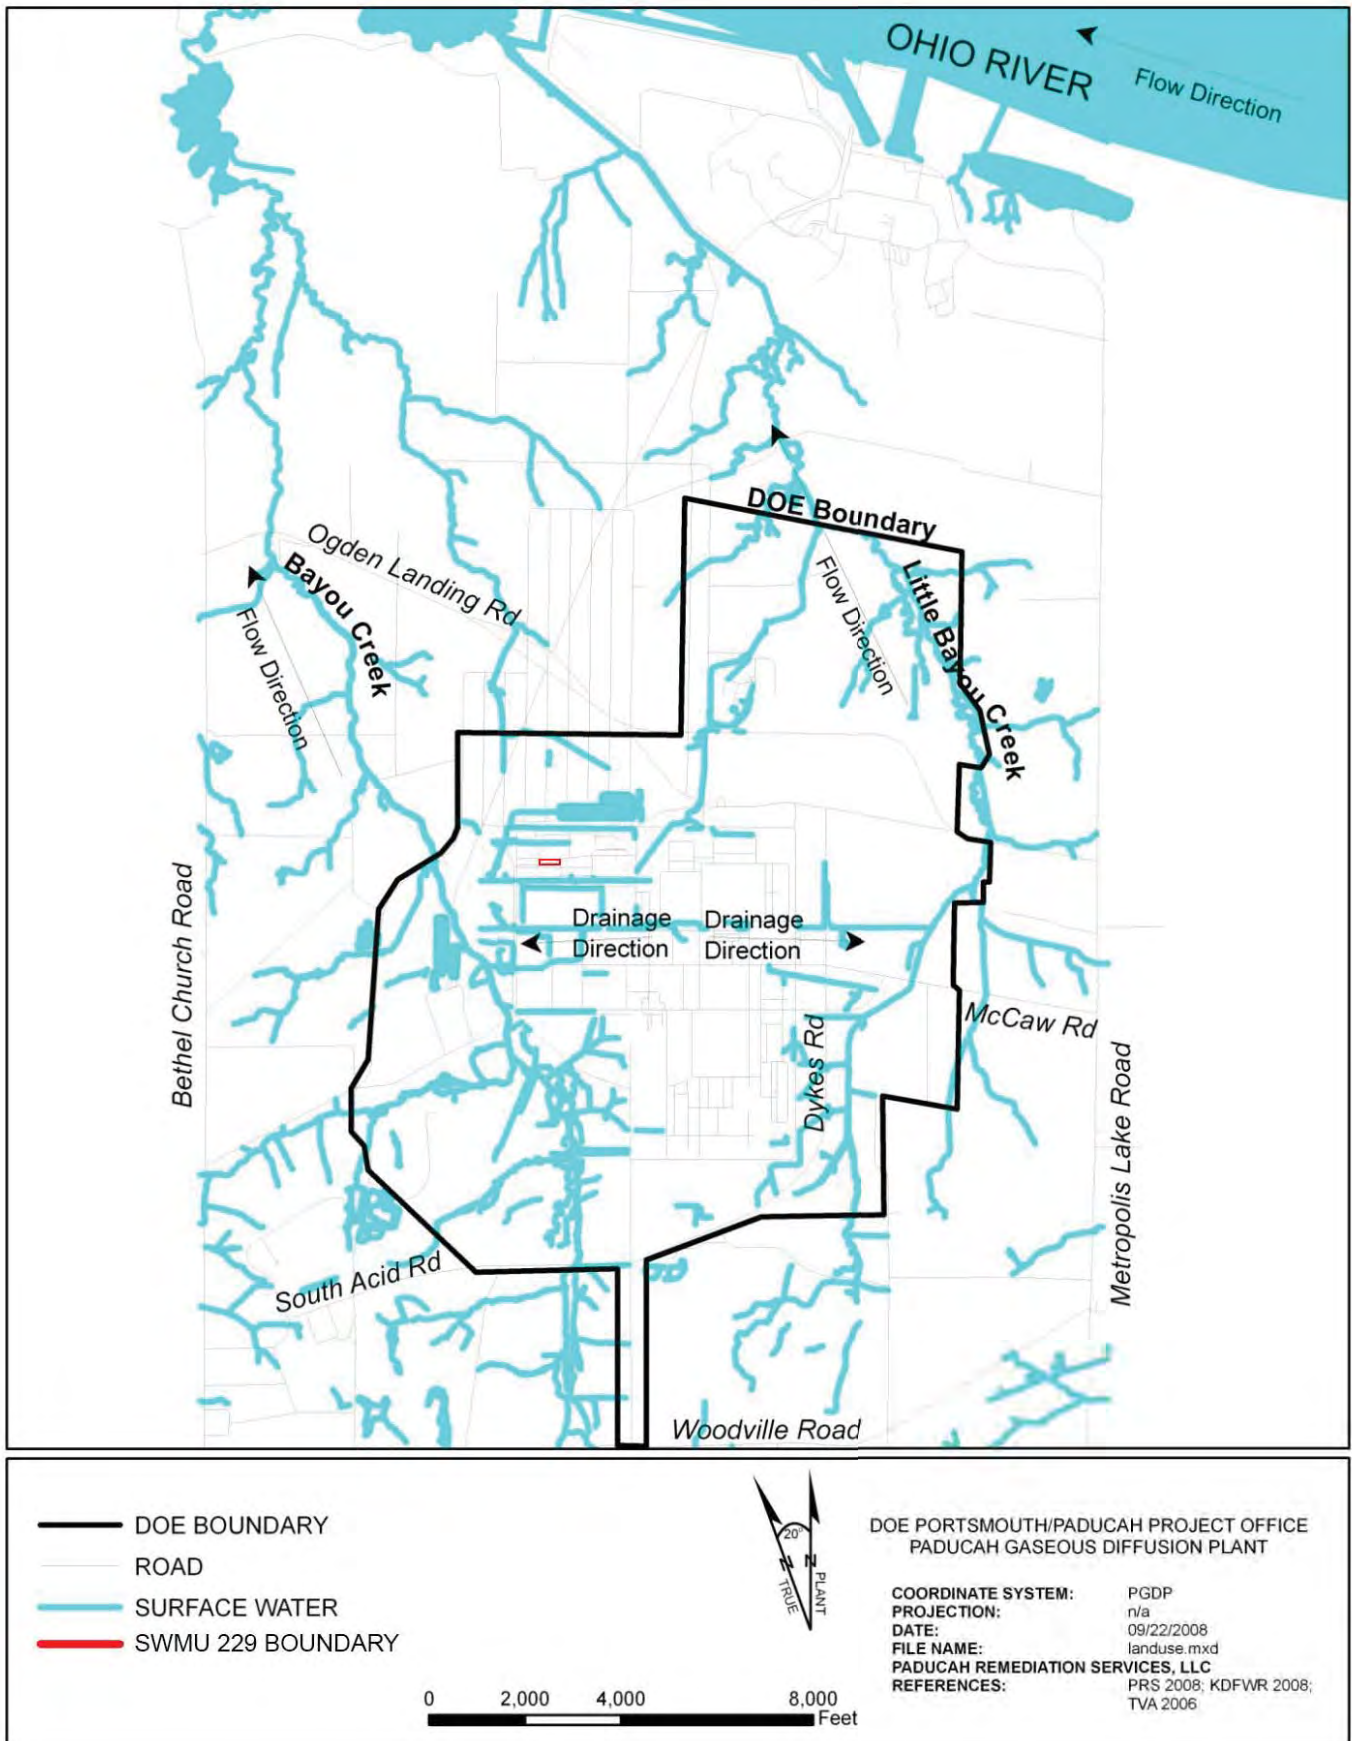 OHIO RIVER
Flow Direction
DOE Boundary
Ogden Landing Rd
Bayou Creek
Flow Direction
Flow Direction
Little Bayou Creek
Bethel Church Road
Drainage
Direction
Drainage
Direction
McCaw Rd
Dykes Rd
Metropolis Lake Road
South Acid Rd
Woodville Road
DOE BOUNDARY
ROAD
SURFACE WATER
SWMU 229 BOUNDARY
20°
N
TRUE
N
PLANT
0 2,000 4,000 8,000
Feet
DOE PORTSMOUTH/PADUCAH PROJECT OFFICE
PADUCAH GASEOUS DIFFUSION PLANT
COORDINATE SYSTEM: PGDP
PROJECTION: n/a
DATE: 09/22/2008
FILE NAME: landuse.mxd
PADUCAH REMEDIATION SERVICES, LLC
REFERENCES: PRS 2008; KDFWR 2008;
TVA 2006